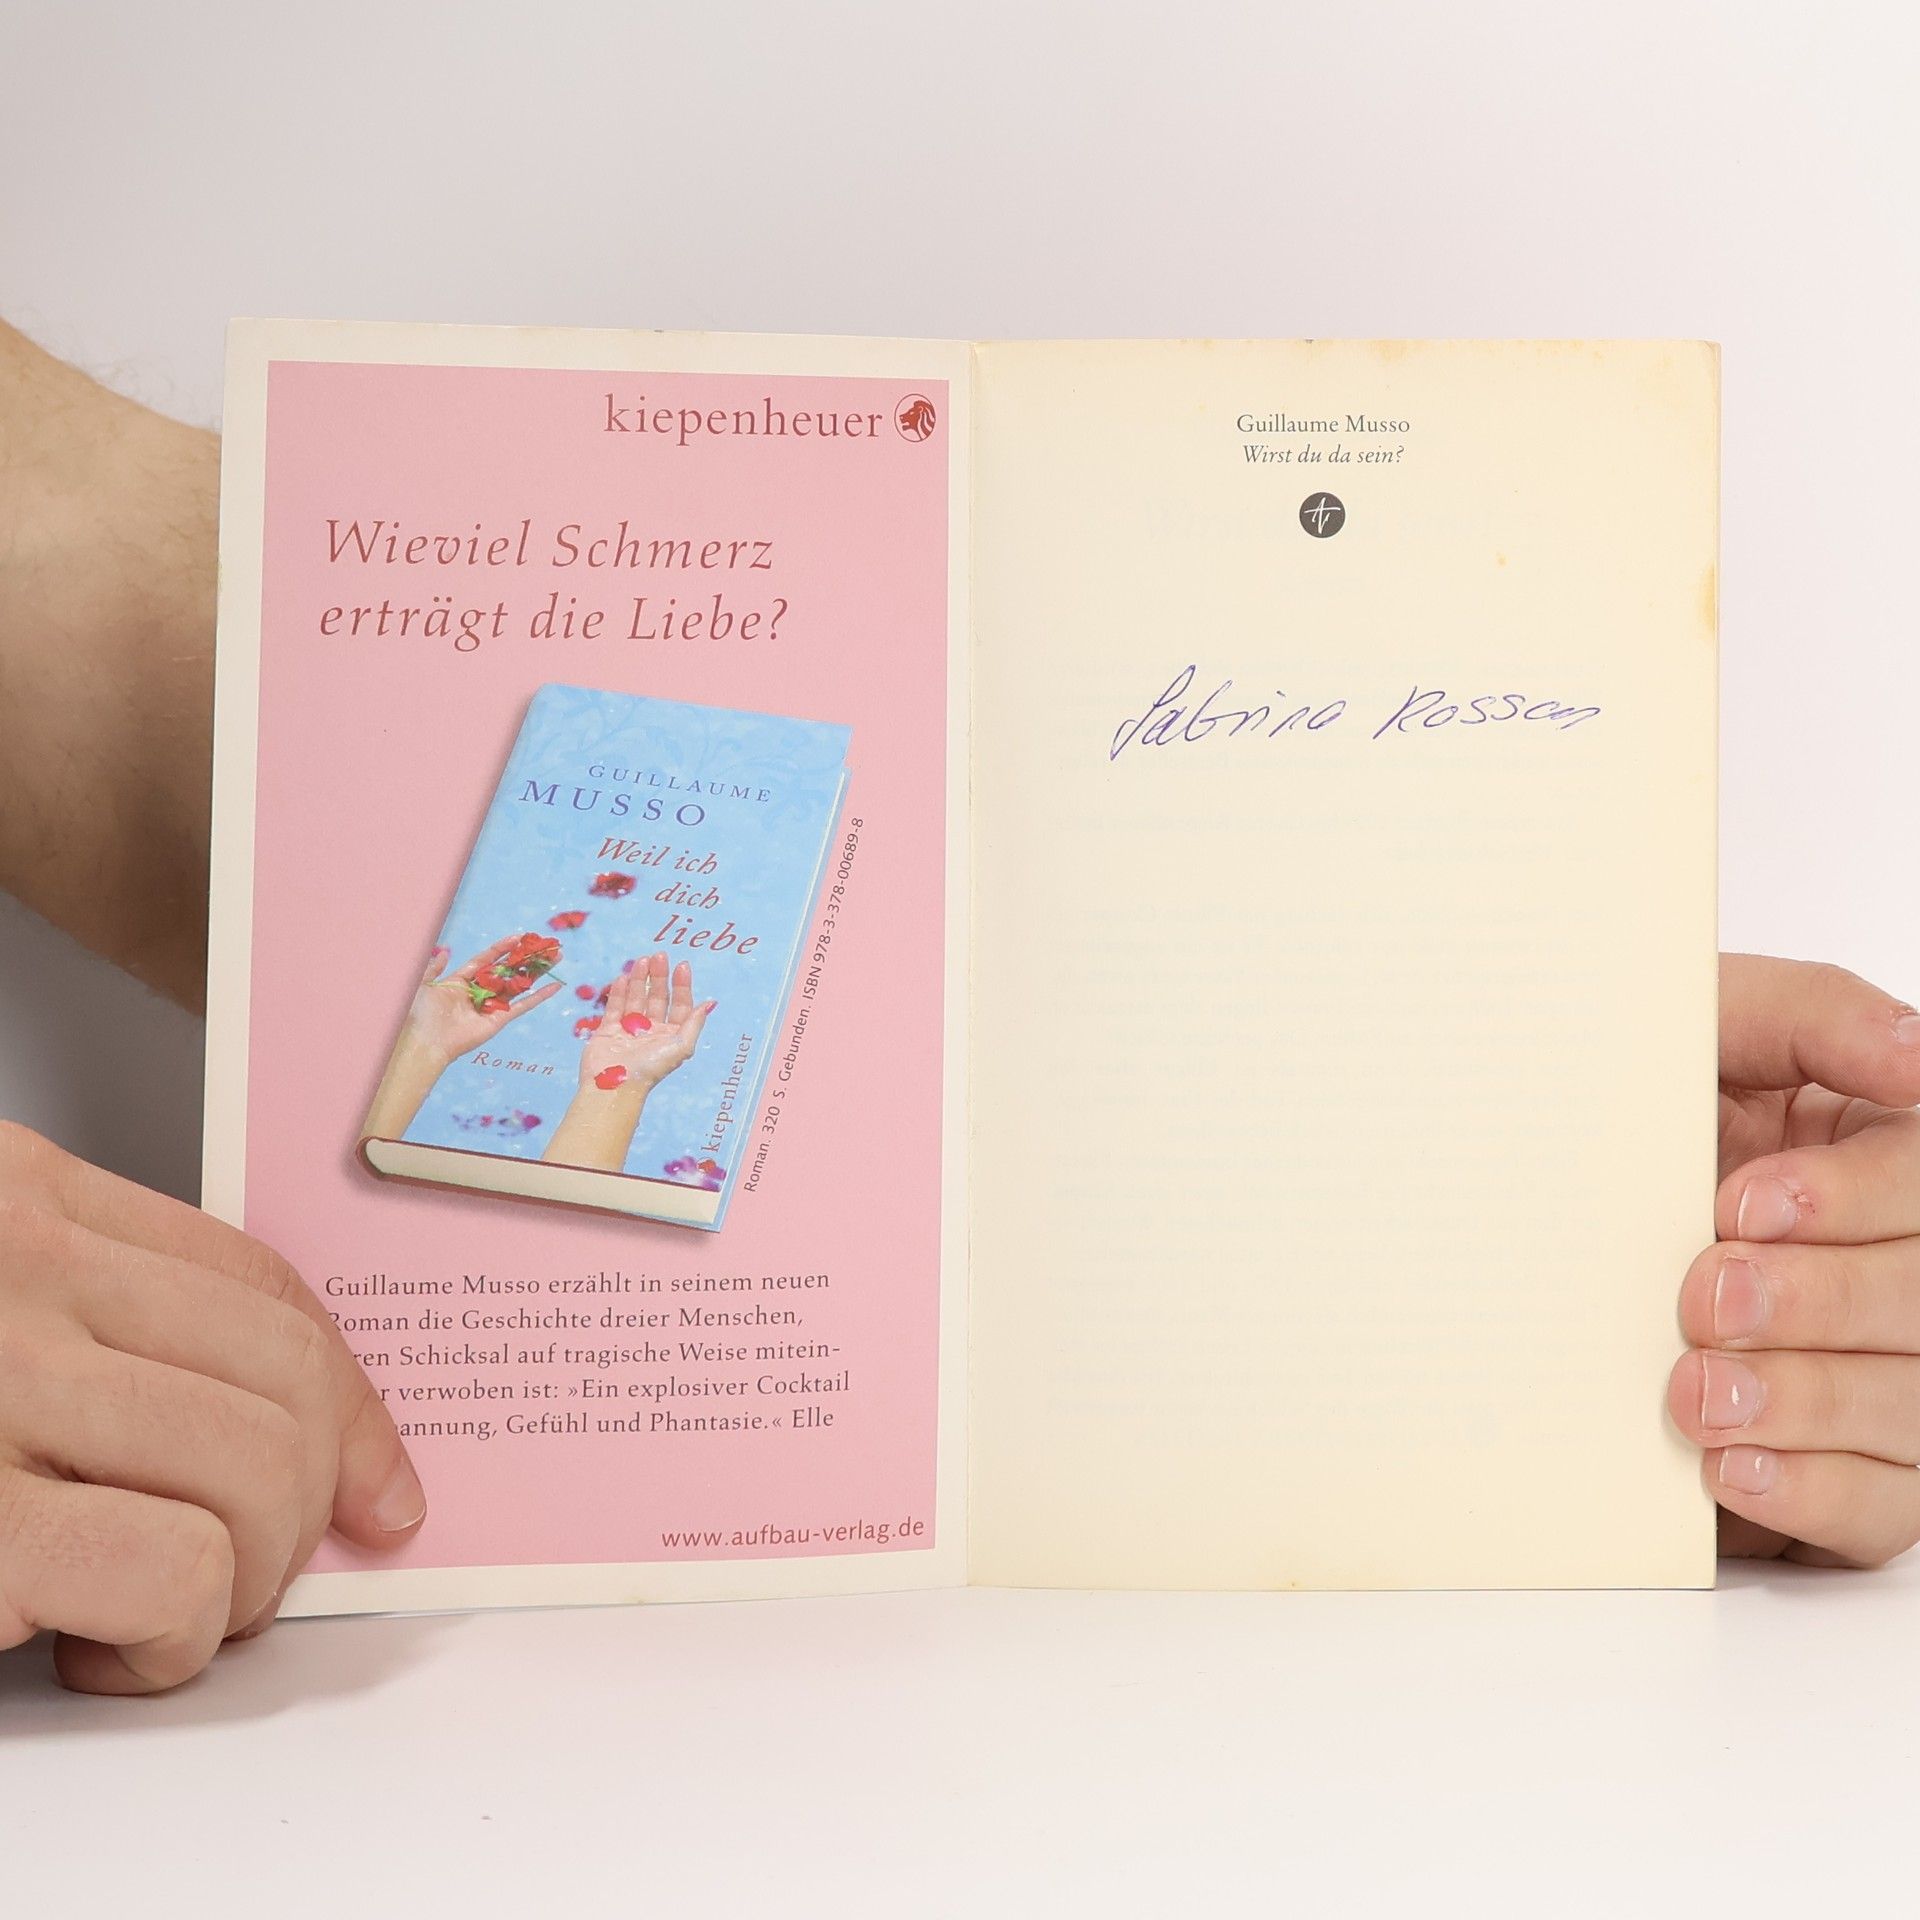 kiepenheuer
Wieviel Schmerz
erträgt die Liebe?
GUILLAUME
MUSSO
Weil ich
dich
liebe
Roman
kiepenheuer
Roman. 320 S. Gebunden. ISBN 978-3-378-00689-8
Guillaume Musso erzählt in seinem neuen
Roman die Geschichte dreier Menschen,
ren Schicksal auf tragische Weise mitein-
r verwoben ist: »Ein explosiver Cocktail
annung, Gefühl und Phantasie.« Elle
www.aufbau-verlag.de
Guillaume Musso
Wirst du da sein?
Sabrina